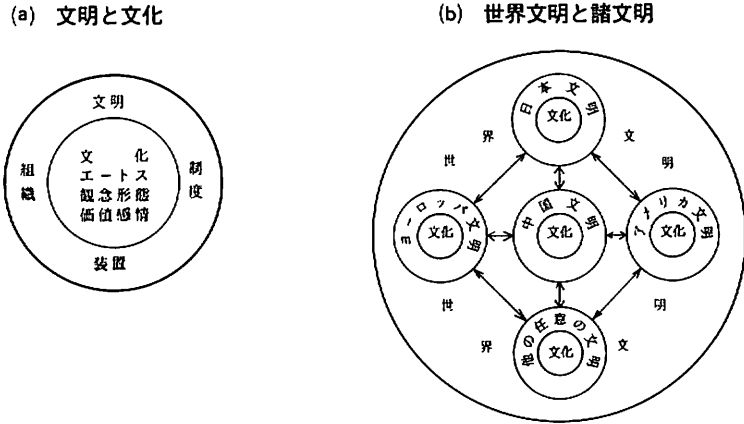 (a) 文明と文化
文明
組織
制度
文化
エートス
観念形態
価値感情
装置
(b) 世界文明と諸文明
世界文明
日本文明
文化
ヨーロッパ文明
文化
中国文明
文化
アメリカ文明
文化
他の任意の文明
文化
世界文明